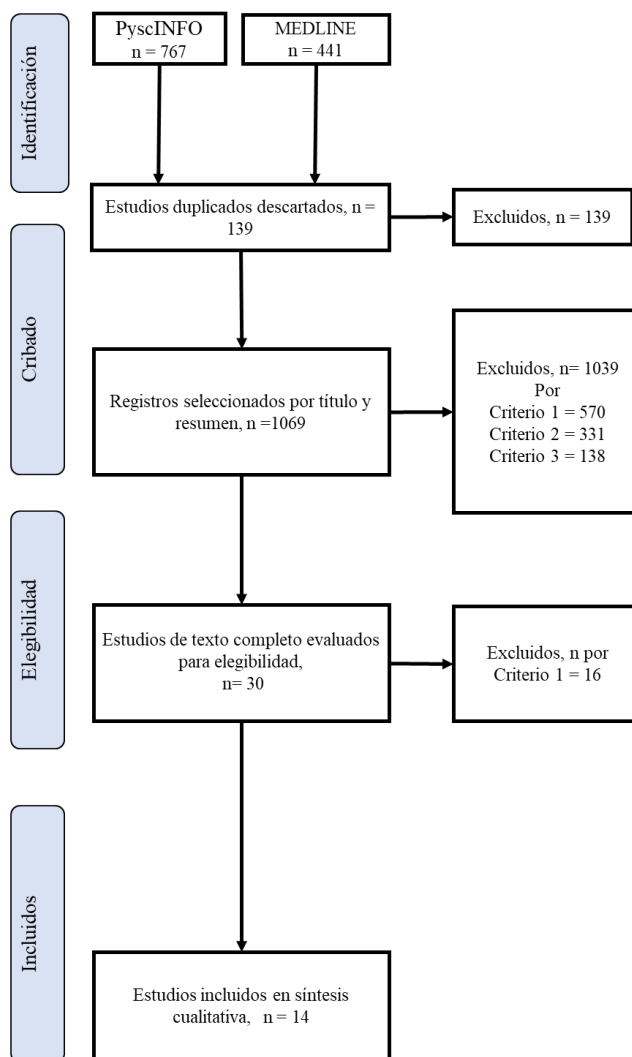 PyscINFO
n = 767
MEDLINE
n = 441
Identificación
Estudios duplicados descartados, n =
139
Excluidos, n = 139
Cribado
Registros seleccionados por título y
resumen, n =1069
Excluidos, n= 1039
Por
Criterio 1 = 570
Criterio 2 = 331
Criterio 3 = 138
Elegibilidad
Estudios de texto completo evaluados
para elegibilidad,
n= 30
Excluidos, n por
Criterio 1 = 16
Incluidos
Estudios incluidos en síntesis
cualitativa, n = 14